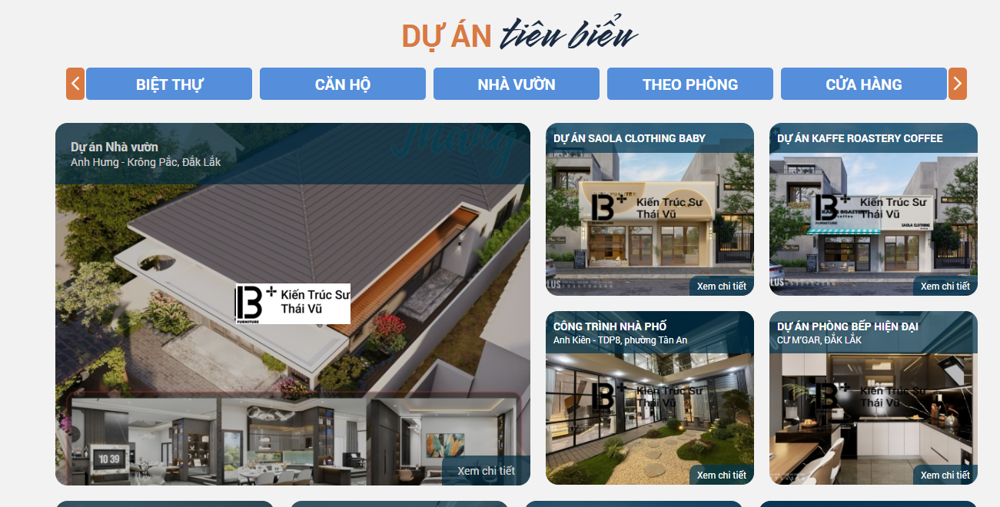 DỰ ÁN tiêu biểu
BIỆT THỰ
CĂN HỘ
NHÀ VƯỜN
THEO PHÒNG
CỬA HÀNG
Dự án Nhà vườn
Anh Hưng - Krông Pắc, Đắk Lắk
B+
FURNITURE
Kiến Trúc Sư
Thái Vũ
10 39
Xem chi tiết
DỰ ÁN SAOLA CLOTHING BABY
B+
FURNITURE
Kiến Trúc Sư
Thái Vũ
PLUS
Xem chi tiết
DỰ ÁN KAFFE ROASTERY COFFEE
B+
FURNITURE
Kiến Trúc Sư
Thái Vũ
SAOLA CLOTHING
Xem chi tiết
CÔNG TRÌNH NHÀ PHỐ
Anh Kiên - TDP8, phường Tân An
B+
FURNITURE
Kiến Trúc Sư
Thái Vũ
Xem chi tiết
DỰ ÁN PHÒNG BẾP HIỆN ĐẠI
CƯ M'GAR, ĐẮK LẮK
B+
FURNITURE
Kiến Trúc Sư
Thái Vũ
Xem chi tiết